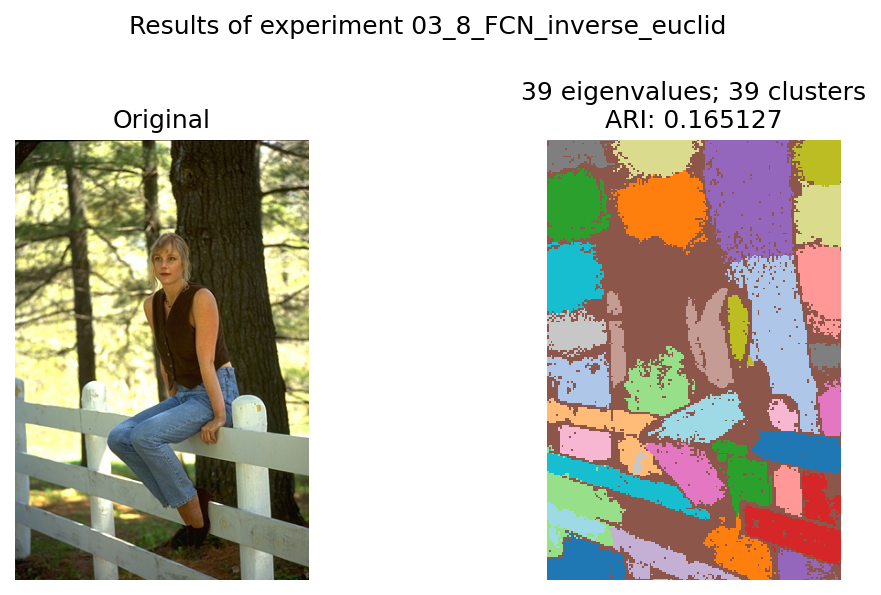 Results of experiment 03_8_FCN_inverse_euclid
Original
39 eigenvalues; 39 clusters
ARI: 0.165127